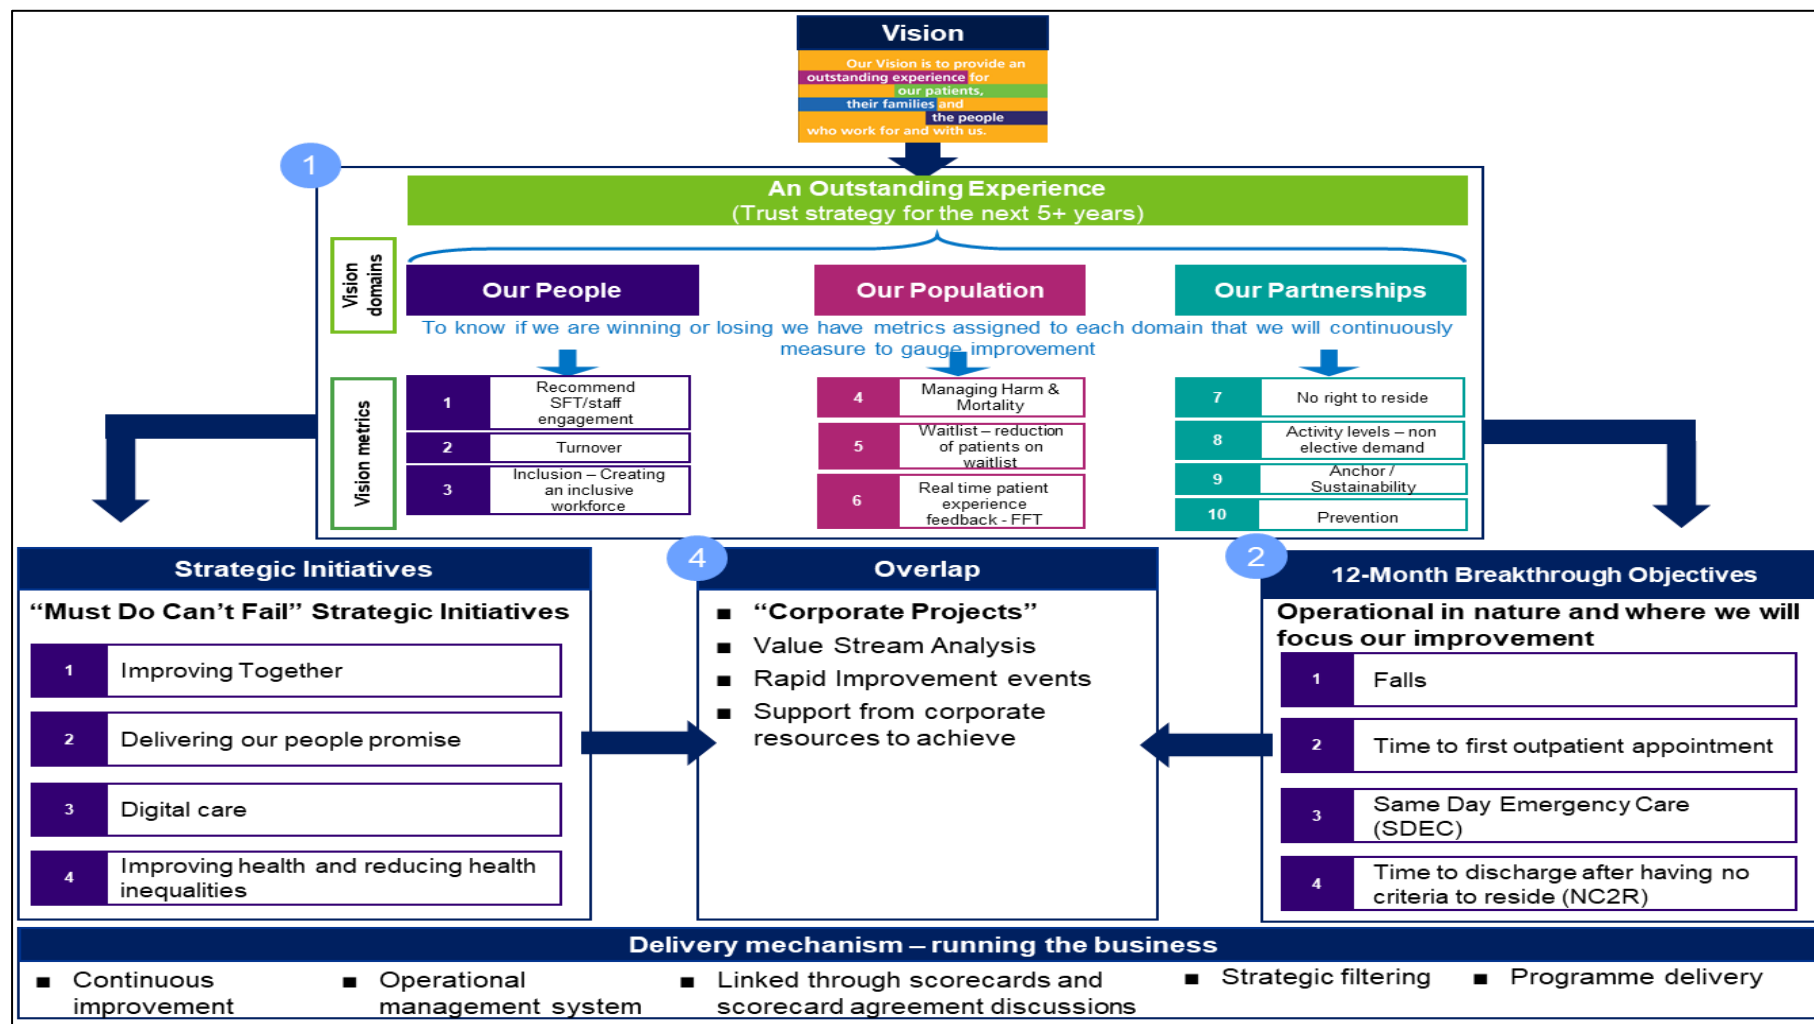 Vision
Our Vision is to provide an
outstanding experience for
our patients,
their families and
the people
who work for and with us.
1
An Outstanding Experience
(Trust strategy for the next 5+ years)
Vision
domains
Our People
Our Population
Our Partnerships
To know if we are winning or losing we have metrics assigned to each domain that we will continuously
measure to gauge improvement
Vision metrics
1
Recommend
SFT/staff
engagement
2
Turnover
3
Inclusion – Creating
an inclusive
workforce
4
Managing Harm &
Mortality
5
Waitlist – reduction
of patients on
waitlist
6
Real time patient
experience
feedback - FFT
7
No right to reside
8
Activity levels – non
elective demand
9
Anchor /
Sustainability
10
Prevention
Strategic Initiatives
“Must Do Can’t Fail” Strategic Initiatives
1
Improving Together
2
Delivering our people promise
3
Digital care
4
Improving health and reducing health
inequalities
4
Overlap
■ “Corporate Projects”
■ Value Stream Analysis
■ Rapid Improvement events
■ Support from corporate
resources to achieve
2
12-Month Breakthrough Objectives
Operational in nature and where we will
focus our improvement
1
Falls
2
Time to first outpatient appointment
3
Same Day Emergency Care
(SDEC)
4
Time to discharge after having no
criteria to reside (NC2R)
Delivery mechanism – running the business
■ Continuous
improvement
■ Operational
management system
■ Linked through scorecards and
scorecard agreement discussions
■ Strategic filtering
■ Programme delivery